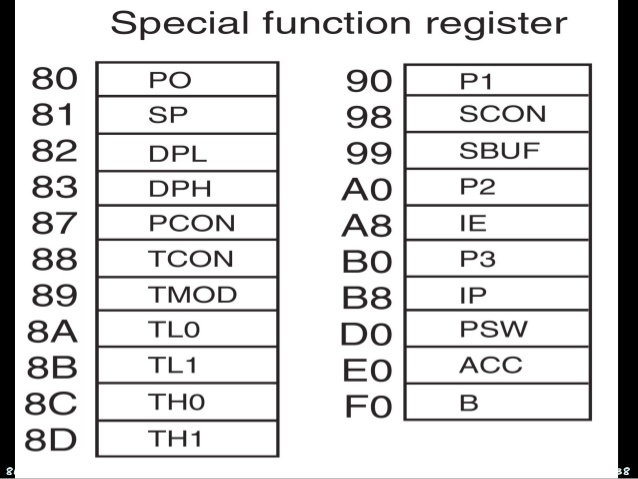 Special function register
80 PO
81 SP
82 DPL
83 DPH
87 PCON
88 TCON
89 TMOD
8A TL0
8B TL1
8C TH0
8D TH1
90 P1
98 SCON
99 SBUF
A0 P2
A8 IE
B0 P3
B8 IP
D0 PSW
E0 ACC
F0 B